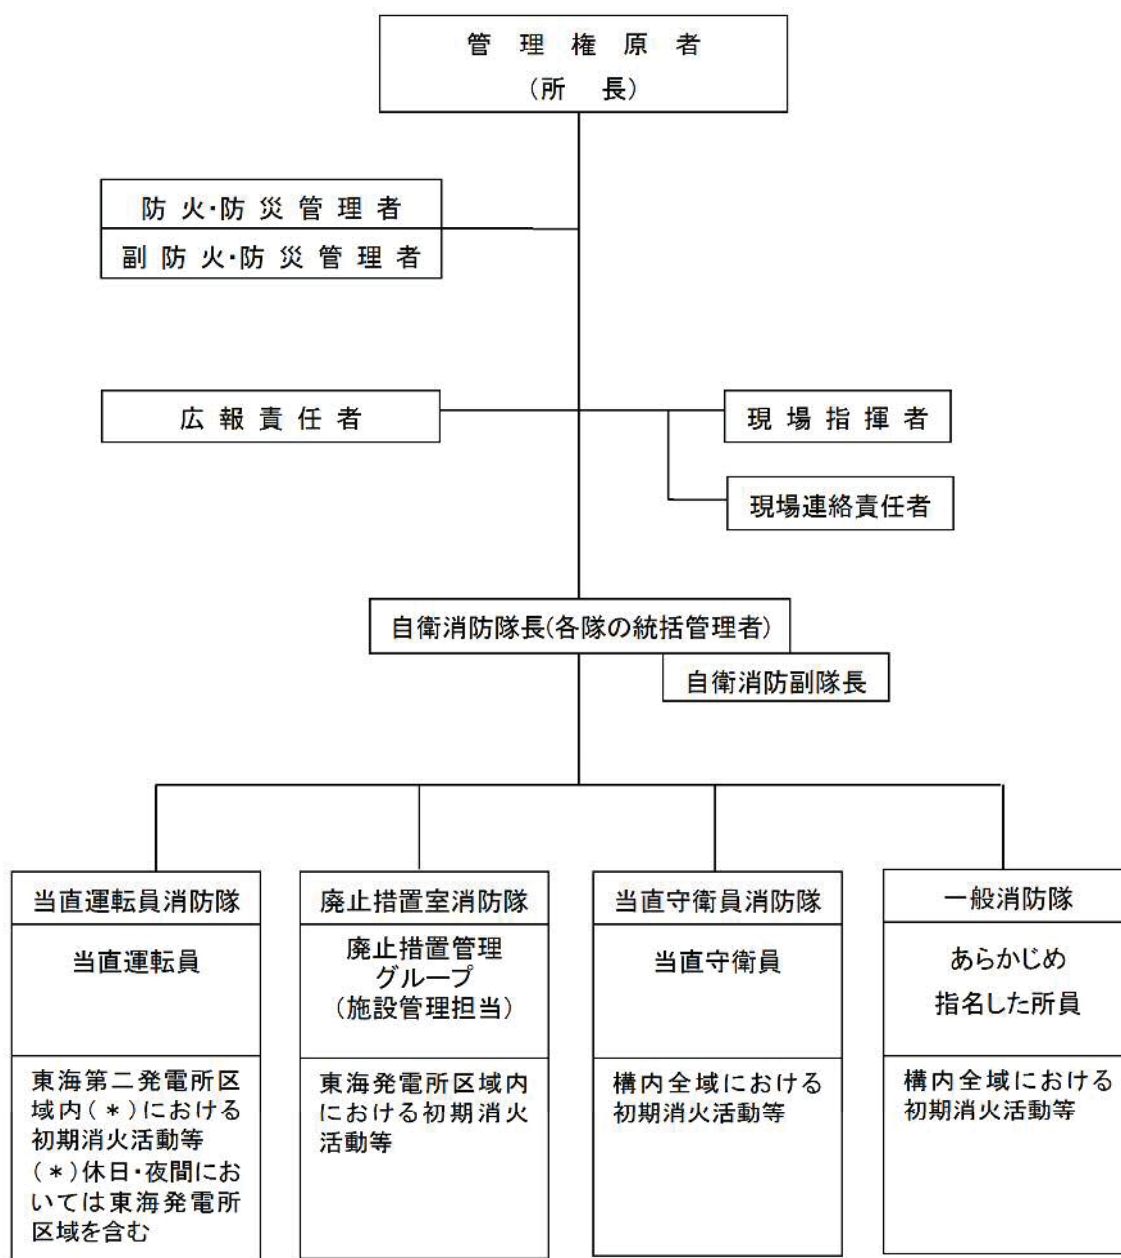 管理権原者
(所 長)
防火・防災管理者
副防火・防災管理者
広報責任者
現場指揮者
現場連絡責任者
自衛消防隊長(各隊の統括管理者)
自衛消防副隊長
当直運転員消防隊
当直運転員
東海第二発電所区
域内(*)における
初期消火活動等
(*)休日・夜間にお
いては東海発電所
区域を含む
廃止措置室消防隊
廃止措置管理
グループ
(施設管理担当)
東海発電所区域内
における初期消火
活動等
当直守衛員消防隊
当直守衛員
構内全域における
初期消火活動等
一般消防隊
あらかじめ
指名した所員
構内全域における
初期消火活動等